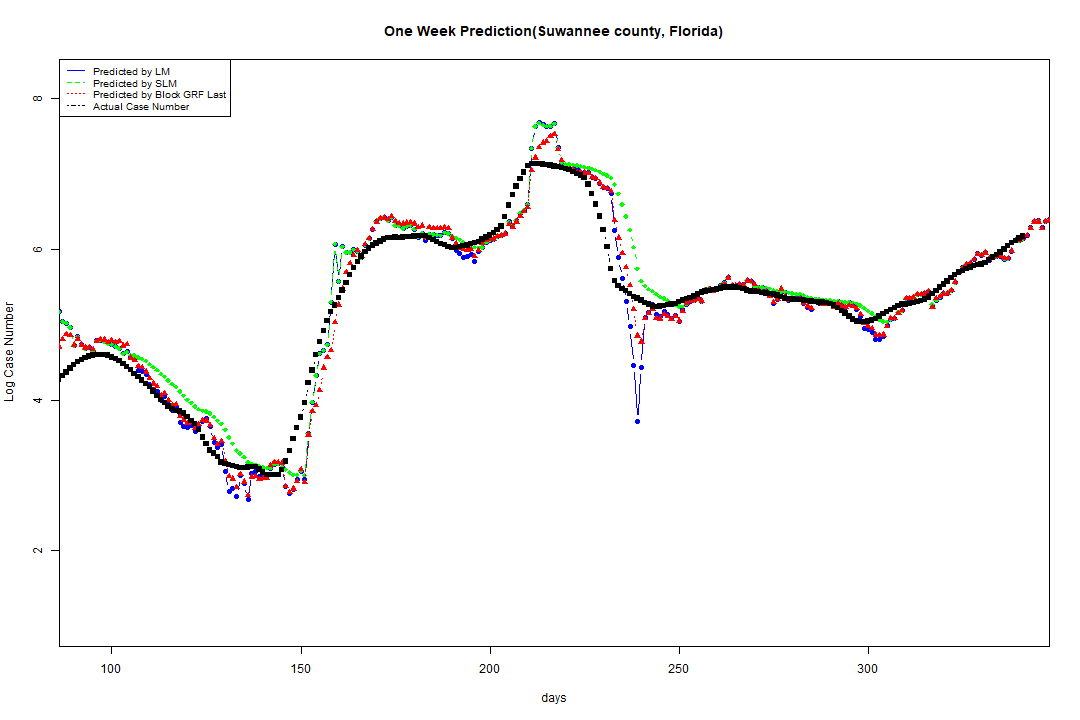 One Week Prediction(Suwannee county, Florida)
Predicted by LM
Predicted by SLM
Predicted by Block GRF Last
Actual Case Number
8
6
4
2
Log Case Number
100 150 200 250 300
days